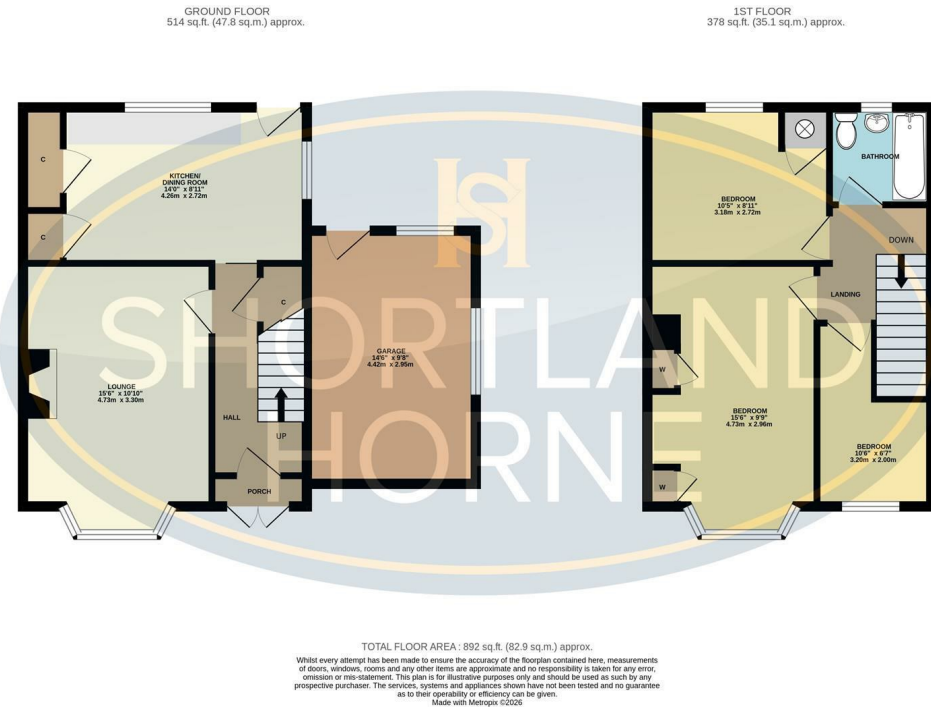 GROUND FLOOR
514 sq.ft. (47.8 sq.m.) approx.
1ST FLOOR
378 sq.ft. (35.1 sq.m.) approx.
C
C
KITCHEN/
DINING ROOM
14'0" x 8'11"
4.26m x 2.72m
C
LOUNGE
15'6" x 10'10"
4.73m x 3.30m
HALL
UP
PORCH
GARAGE
14'6" x 9'8"
4.42m x 2.95m
BEDROOM
10'5" x 8'11"
3.18m x 2.72m
BATHROOM
DOWN
LANDING
W
BEDROOM
15'6" x 9'9"
4.73m x 2.96m
W
BEDROOM
10'6" x 6'7"
3.20m x 2.00m
SH
SHORTLAND
HORNE
TOTAL FLOOR AREA : 892 sq.ft. (82.9 sq.m.) approx.
Whilst every attempt has been made to ensure the accuracy of the floorplan contained here, measurements
of doors, windows, rooms and any other items are approximate and no responsibility is taken for any error,
omission or mis-statement. This plan is for illustrative purposes only and should be used as such by any
prospective purchaser. The services, systems and appliances shown have not been tested and no guarantee
as to their operability or efficiency can be given.
Made with Metropix ©2026